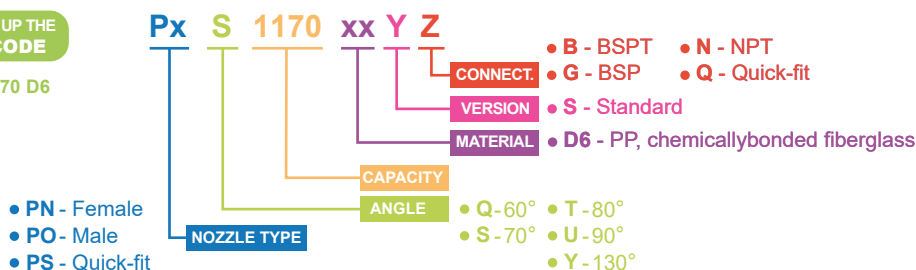 UP THE
CODE
70 D6
Px S 1170 xx Y Z
CONNECT. • B - BSPT • N - NPT
• G - BSP • Q - Quick-fit
VERSION • S - Standard
MATERIAL • D6 - PP, chemicallybonded fiberglass
CAPACITY
ANGLE • Q-60° • T-80°
• S-70° • U-90°
• Y-130°
NOZZLE TYPE
• PN - Female
• PO- Male
• PS - Quick-fit